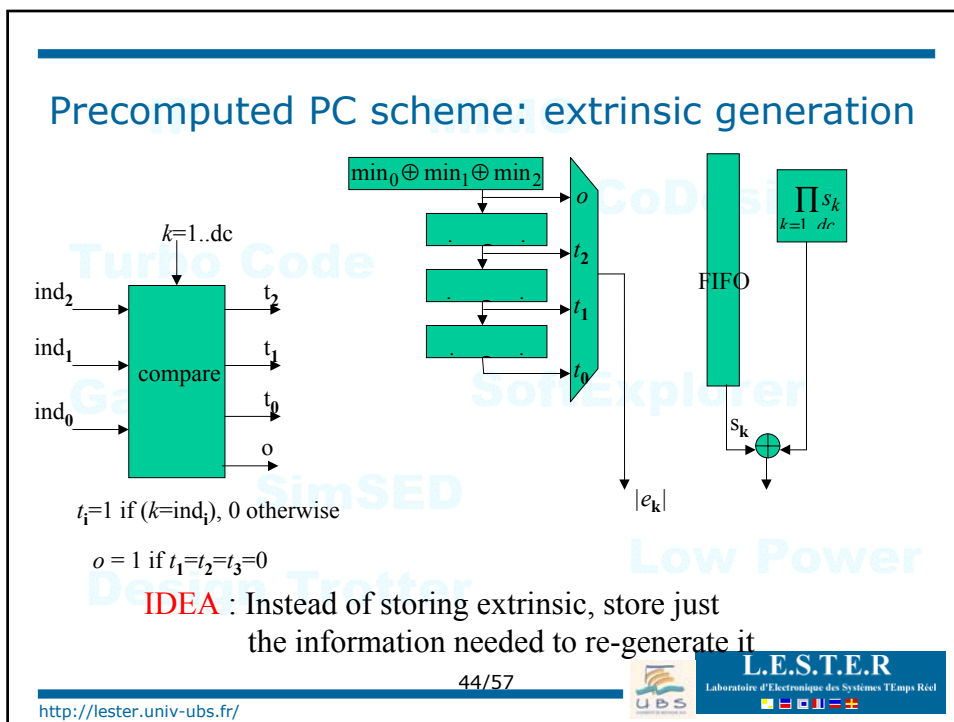 Precomputed PC scheme: extrinsic generation
min₀ ⊕ min₁ ⊕ min₂
o
t₂
t₁
t₀
|eₖ|
FIFO
∏ sₖ
k=1..dc
sₖ
k=1..dc
ind₂
ind₁
ind₀
compare
t₂
t₁
t₀
o
tᵢ=1 if (k=indᵢ), 0 otherwise
o = 1 if t₁=t₂=t₃=0
IDEA : Instead of storing extrinsic, store just
the information needed to re-generate it
CoDesi
Turbo Code
Ga
SoftExplorer
SimSED
Low Power
Design Trotter
44/57
http://lester.univ-ubs.fr/
UBS
L.E.S.T.E.R
Laboratoire d'Electronique des Systèmes TEmps Réel